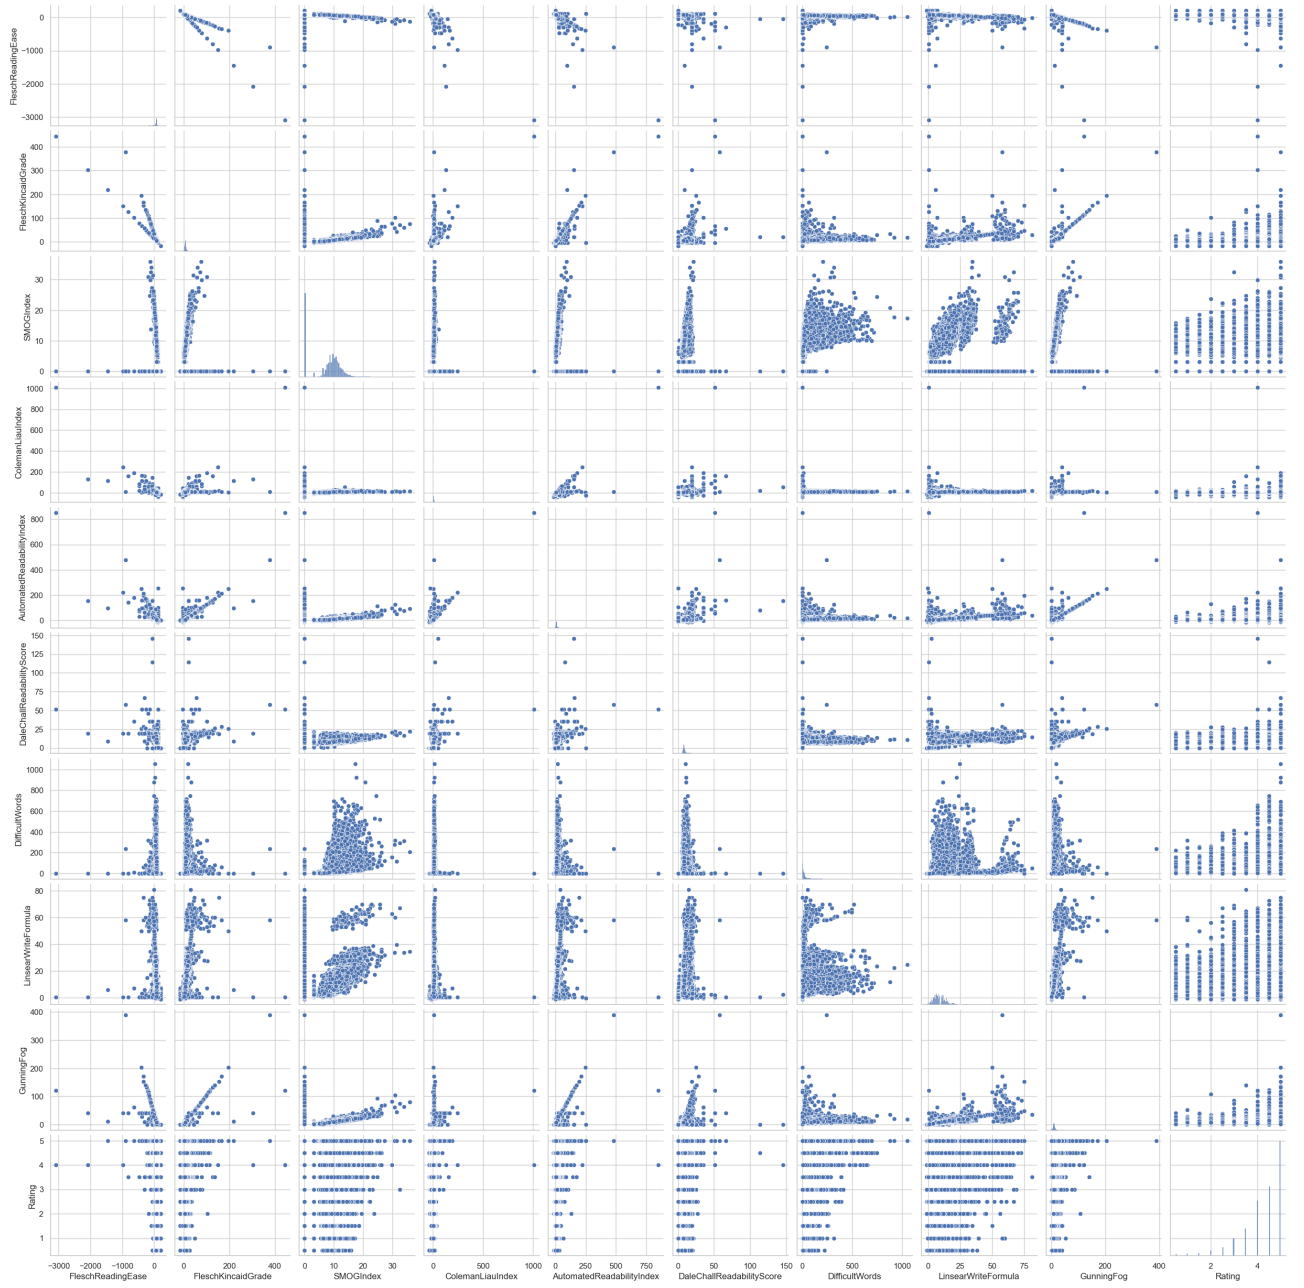 FleschReadingEase
0
−1000
−2000
−3000
FleschKincaidGrade
400
300
200
100
0
SMOGIndex
30
20
10
0
ColemanLiauIndex
1000
800
600
400
200
0
AutomatedReadabilityIndex
800
600
400
200
0
DaleChallReadabilityScore
150
125
100
75
50
25
0
DifficultWords
1000
800
600
400
200
0
LinsearWriteFormula
80
60
40
20
0
GunningFog
400
300
200
100
0
Rating
5
4
3
2
1
−3000 −2000 −1000 0
FleschReadingEase
0 200 400
FleschKincaidGrade
0 10 20 30
SMOGIndex
0 500 1000
ColemanLiauIndex
0 250 500 750
AutomatedReadabilityIndex
0 50 100 150
DaleChallReadabilityScore
0 500 1000
DifficultWords
0 25 50 75
LinsearWriteFormula
0 200 400
GunningFog
2 4
Rating